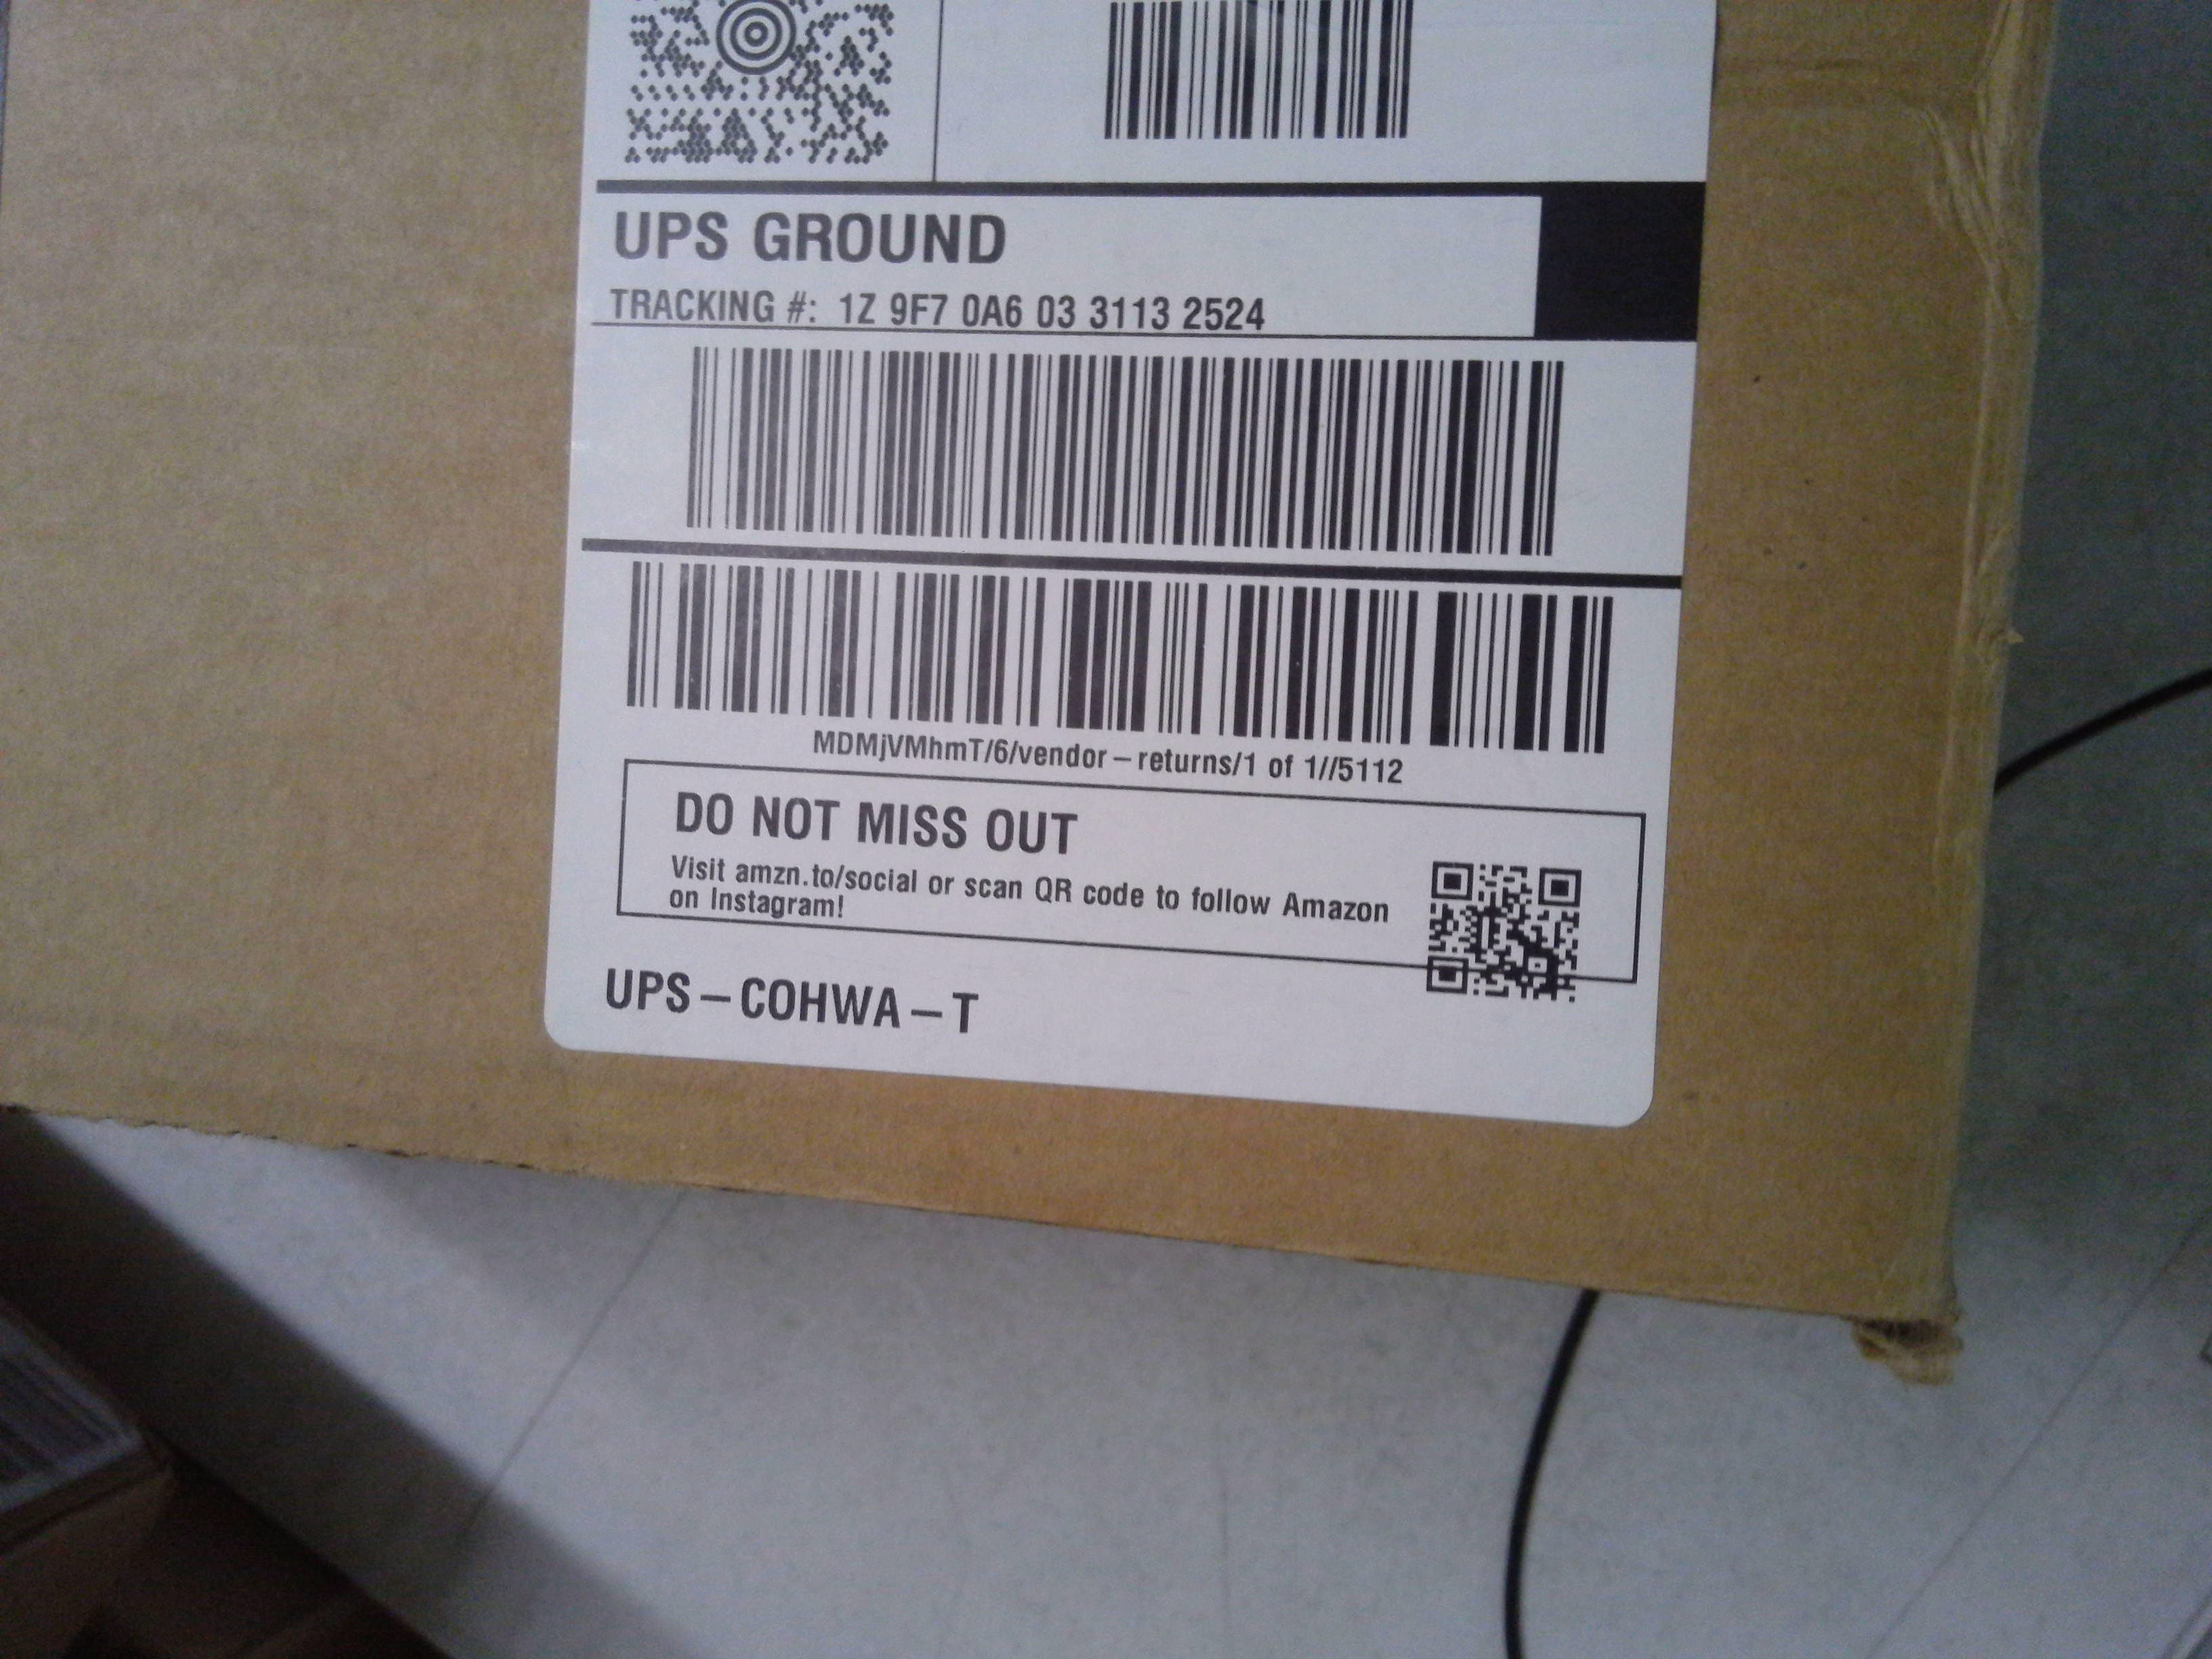 UPS GROUND
TRACKING #: 1Z 9F7 0A6 03 3113 2524
MDMjVMhmT/6/vendor – returns/1 of 1//5112
DO NOT MISS OUT
Visit amzn.to/social or scan QR code to follow Amazon
on Instagram!
UPS – COHWA – T